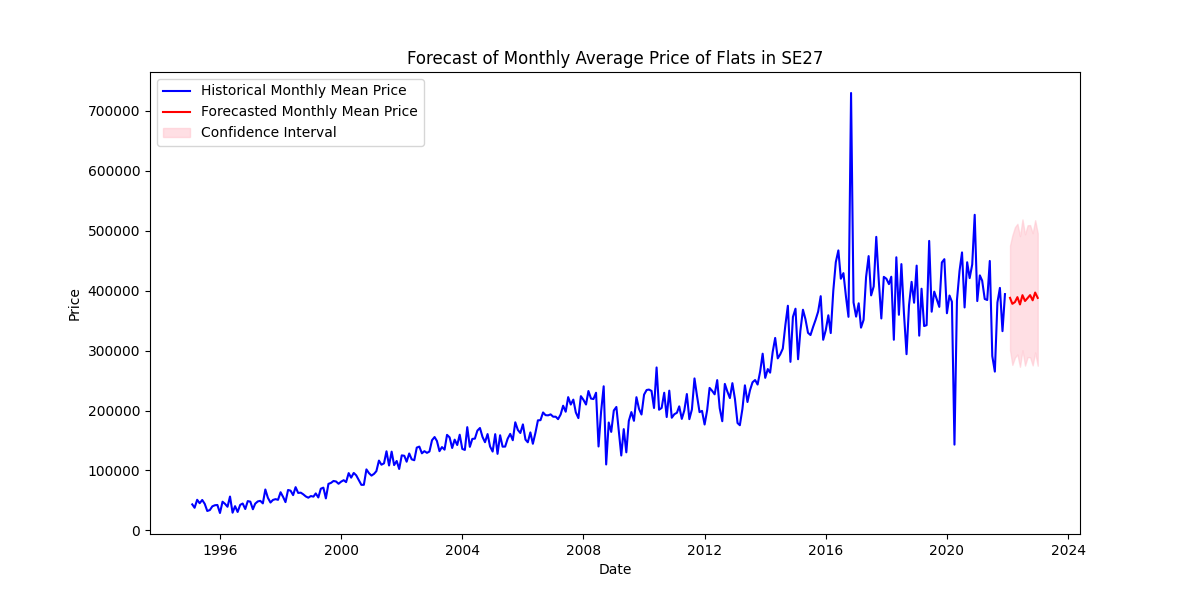 Forecast of Monthly Average Price of Flats in SE27
Historical Monthly Mean Price
Forecasted Monthly Mean Price
Confidence Interval
700000
600000
500000
400000
300000
200000
100000
0
Price
1996 2000 2004 2008 2012 2016 2020 2024
Date